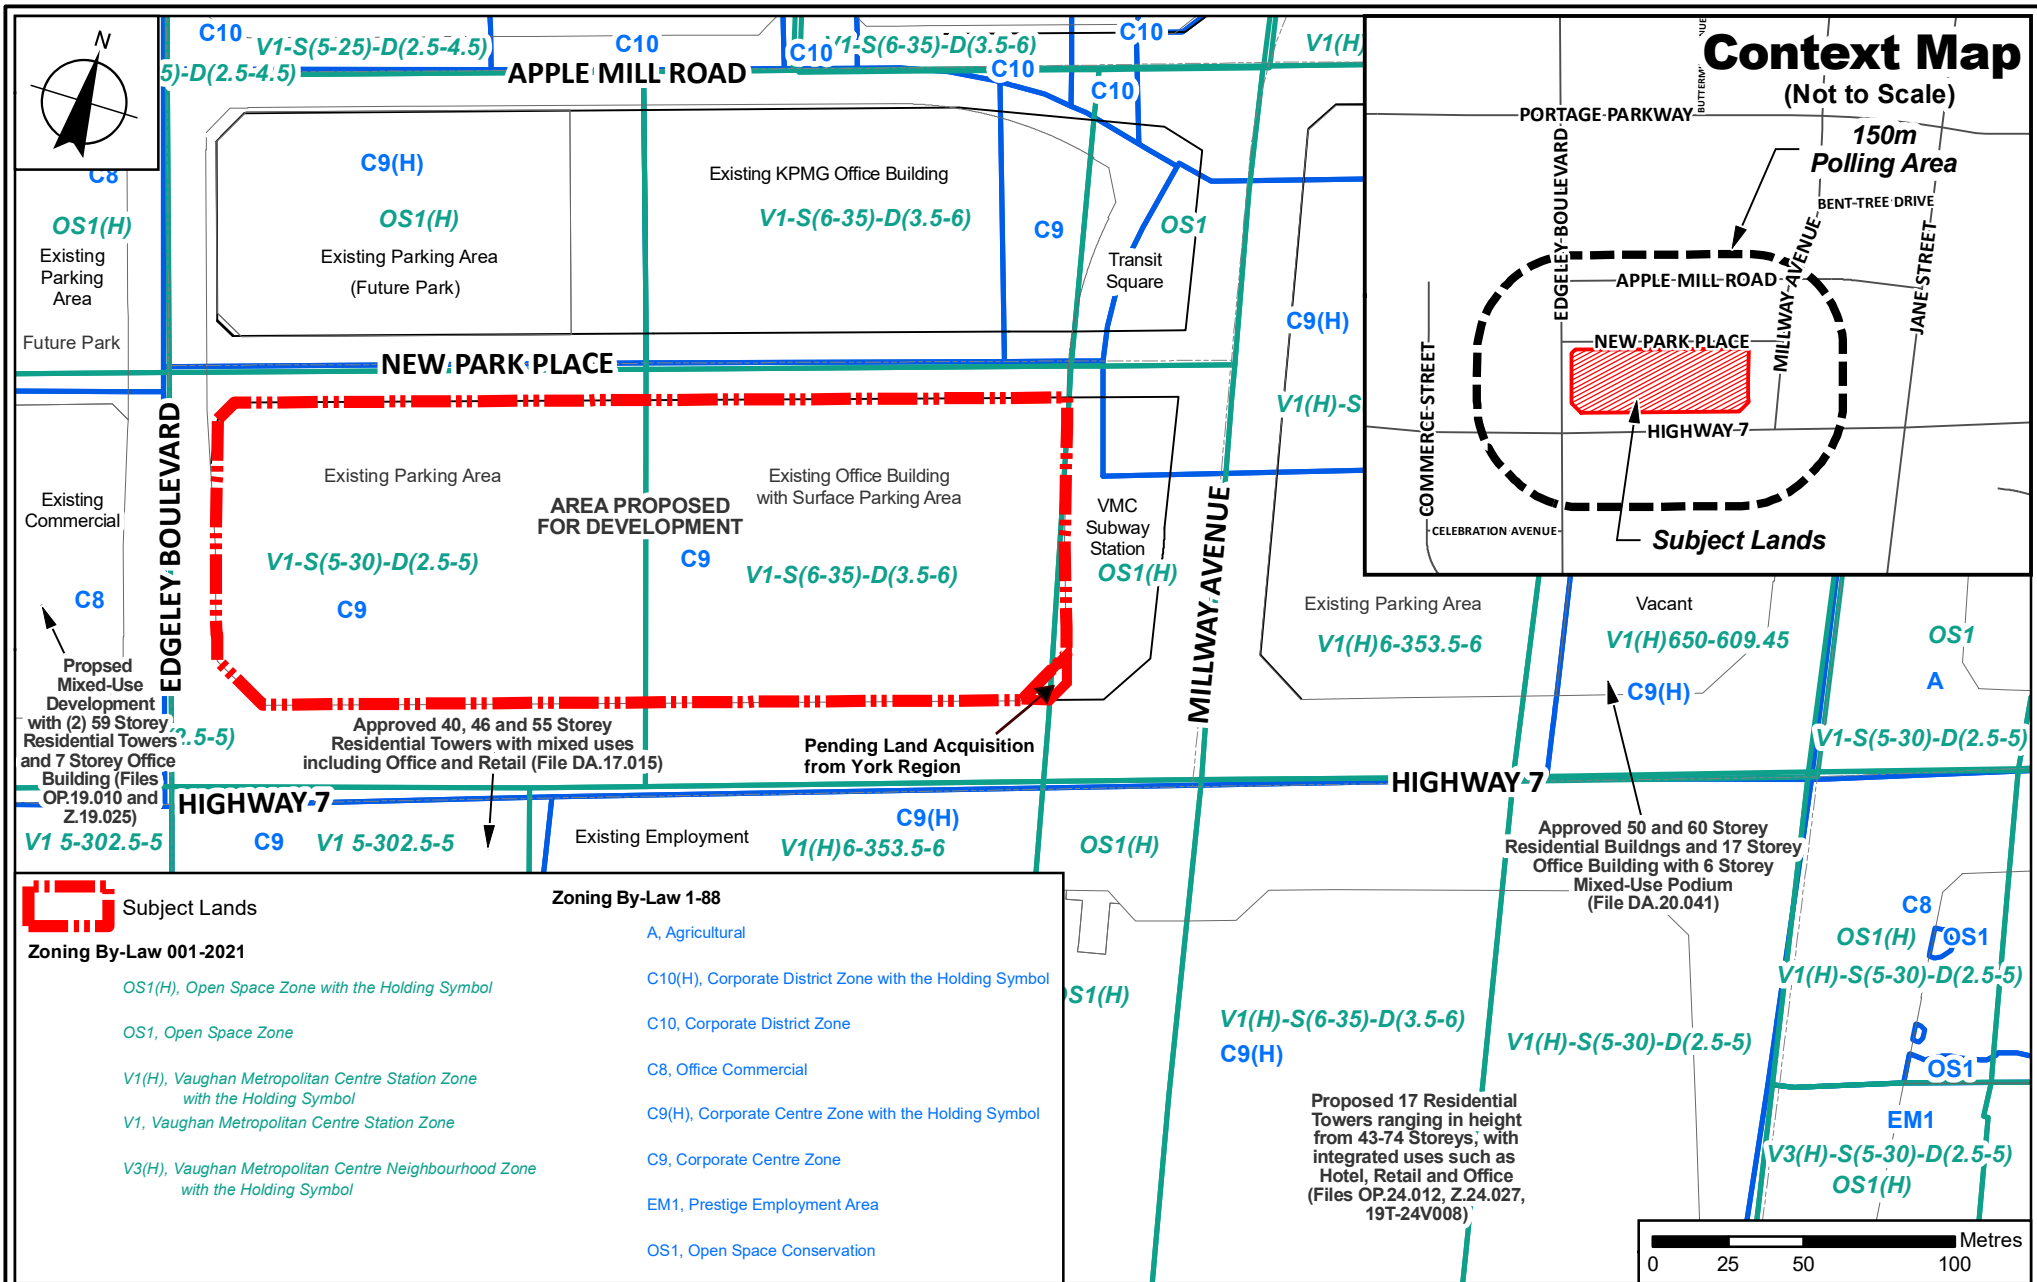 N
C10
V1-S(5-25)-D(2.5-4.5)
C10
C10
V1-S(6-35)-D(3.5-6)
C10
V1(H)
5)-D(2.5-4.5)
APPLE MILL ROAD
C10
C10
C8
OS1(H)
Existing
Parking
Area
Future Park
C9(H)
OS1(H)
Existing Parking Area
(Future Park)
Existing KPMG Office Building
V1-S(6-35)-D(3.5-6)
C9
OS1
Transit
Square
C9(H)
V1(H)-S
NEW PARK PLACE
EDGELEY BOULEVARD
Existing Parking Area
AREA PROPOSED
FOR DEVELOPMENT
Existing Office Building
with Surface Parking Area
V1-S(5-30)-D(2.5-5)
C9
C9
V1-S(6-35)-D(3.5-6)
VMC
Subway
Station
OS1(H)
MILLWAY AVENUE
Existing
Commercial
C8
Propsed
Mixed-Use
Development
with (2) 59 Storey
Residential Towers
and 7 Storey Office
Building (Files
OP.19.010 and
Z.19.025)
2.5-5)
V1 5-302.5-5
Approved 40, 46 and 55 Storey
Residential Towers with mixed uses
including Office and Retail (File DA.17.015)
Pending Land Acquisition
from York Region
HIGHWAY 7
HIGHWAY 7
C9
V1 5-302.5-5
Existing Employment
C9(H)
V1(H)6-353.5-6
OS1(H)
Existing Parking Area
V1(H)6-353.5-6
Vacant
V1(H)650-609.45
C9(H)
OS1
A
V1-S(5-30)-D(2.5-5)
Approved 50 and 60 Storey
Residential Buildngs and 17 Storey
Office Building with 6 Storey
Mixed-Use Podium
(File DA.20.041)
C8
OS1(H)
OS1
V1(H)-S(5-30)-D(2.5-5)
OS1(H)
V1(H)-S(6-35)-D(3.5-6)
C9(H)
V1(H)-S(5-30)-D(2.5-5)
OS1
EM1
V3(H)-S(5-30)-D(2.5-5)
OS1(H)
Proposed 17 Residential
Towers ranging in height
from 43-74 Storeys, with
integrated uses such as
Hotel, Retail and Office
(Files OP.24.012, Z.24.027,
19T-24V008)
Context Map
(Not to Scale)
150m
Polling Area
PORTAGE PARKWAY
EDGELEY BOULEVARD
BENT TREE DRIVE
APPLE MILL ROAD
MILLWAY AVENUE
JANE STREET
NEW PARK PLACE
COMMERCE STREET
HIGHWAY 7
CELEBRATION AVENUE
Subject Lands
Subject Lands
Zoning By-Law 001-2021
OS1(H), Open Space Zone with the Holding Symbol
OS1, Open Space Zone
V1(H), Vaughan Metropolitan Centre Station Zone
with the Holding Symbol
V1, Vaughan Metropolitan Centre Station Zone
V3(H), Vaughan Metropolitan Centre Neighbourhood Zone
with the Holding Symbol
Zoning By-Law 1-88
A, Agricultural
C10(H), Corporate District Zone with the Holding Symbol
C10, Corporate District Zone
C8, Office Commercial
C9(H), Corporate Centre Zone with the Holding Symbol
C9, Corporate Centre Zone
EM1, Prestige Employment Area
OS1, Open Space Conservation
Metres
0 25 50 100